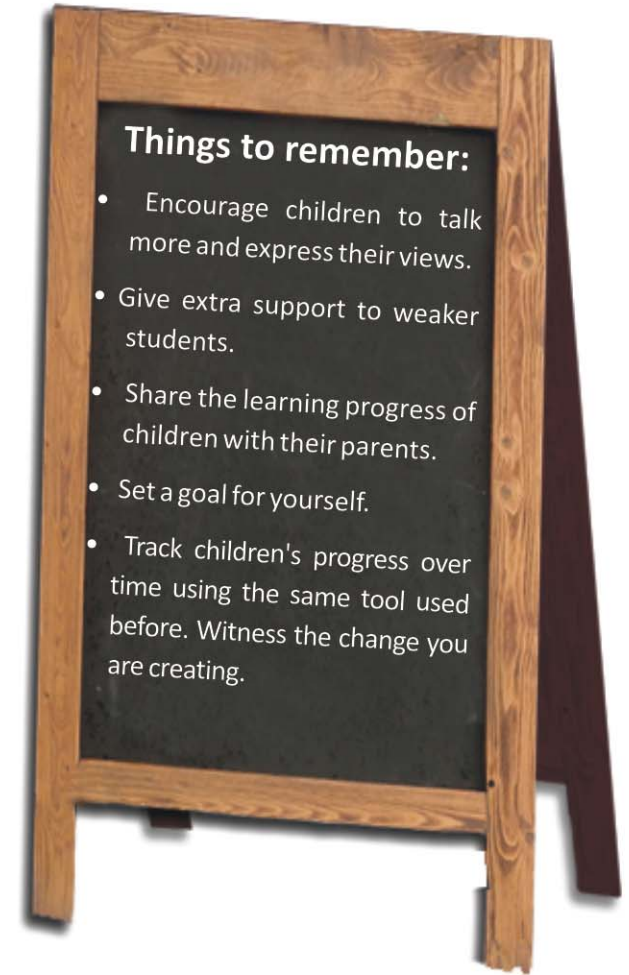 Things to remember:
• Encourage children to talk
more and express their views.
• Give extra support to weaker
students.
• Share the learning progress of
children with their parents.
• Set a goal for yourself.
• Track children's progress over
time using the same tool used
before. Witness the change you
are creating.